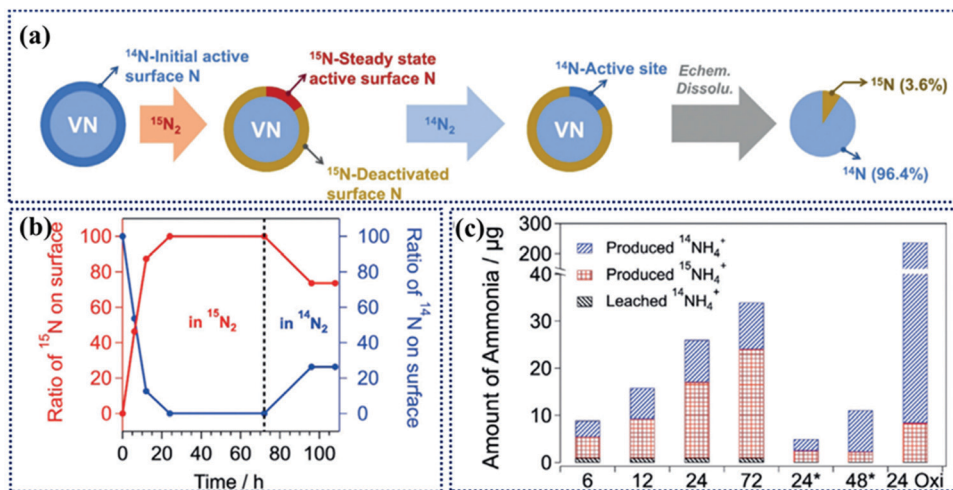 (a)
14N-Initial active
surface N
VN
15N2
15N-Steady state
active surface N
VN
15N-Deactivated
surface N
14N2
14N-Active site
VN
Echem.
Dissolu.
15N (3.6%)
14N (96.4%)
(b)
Ratio of 15N on surface
100
80
60
40
20
0
in 15N2
in 14N2
100
80
60
40
20
0
Ratio of 14N on surface
0 20 40 60 80 100
Time / h
(c)
Amount of Ammonia / µg
300
200
40
30
20
10
0
Produced 14NH4+
Produced 15NH4+
Leached 14NH4+
6 12 24 72 24* 48* 24 Oxi